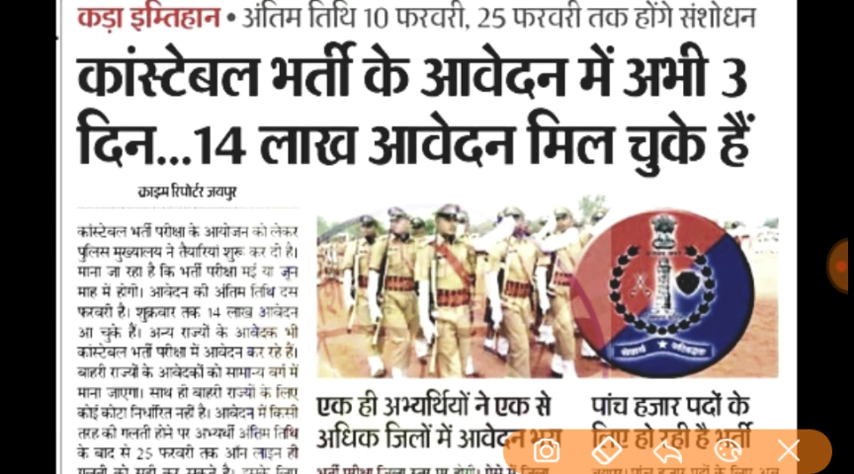 कड़ा इम्तिहान • अंतिम तिथि 10 फरवरी, 25 फरवरी तक होंगे संशोधन
कांस्टेबल भर्ती के आवेदन में अभी 3
दिन...14 लाख आवेदन मिल चुके हैं
क्राइम रिपोर्टर जयपुर
कांस्टेबल भर्ती परीक्षा के आयोजन को लेकर
पुलिस मुख्यालय ने तैयारियां शुरू कर दी है।
माना जा रहा है कि भर्ती परीक्षा मई या जून
माह में होगी। आवेदन की अंतिम तिथि दस
फरवरी है। शुक्रवार तक 14 लाख आवेदन
आ चुके हैं। अन्य राज्यों के आवेदक भी
कांस्टेबल भर्ती परीक्षा में आवेदन कर रहे हैं।
बाहरी राज्यों के आवेदकों को सामान्य वर्ग में
माना जाएगा। साथ ही बाहरी राज्यों के लिए
कोई कोटा निर्धारित नहीं है। आवेदन में किसी
तरह की गलती होने पर अभ्यर्थी अंतिम तिथि
के बाद से 25 फरवरी तक ऑन लाइन ही
सेवार्थ ★ कटिबद्धता
एक ही अभ्यर्थियों ने एक से
अधिक जिलों में आवेदन भरा
पांच हजार पदों के
लिए हो रही है भर्ती